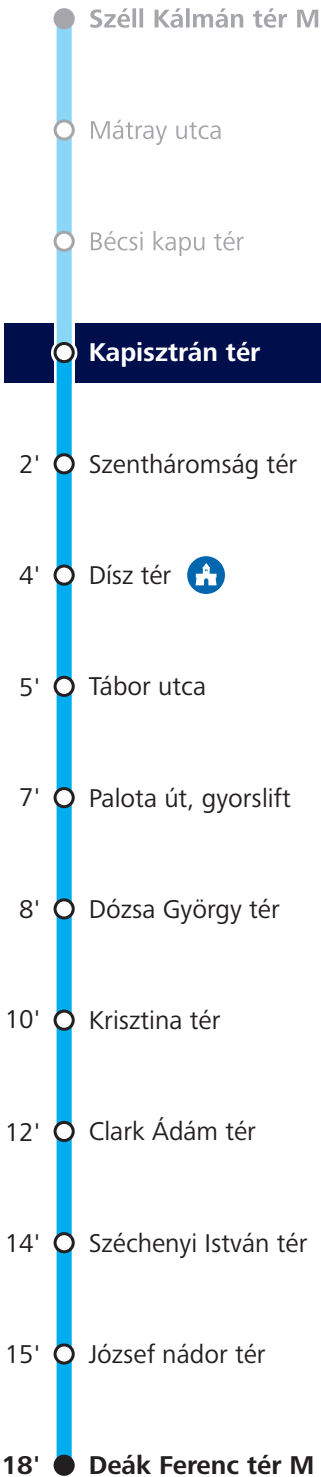 Széll Kálmán tér M
Mátray utca
Bécsi kapu tér
Kapisztrán tér
2' Szentháromság tér
4' Dísz tér
5' Tábor utca
7' Palota út, gyorslift
8' Dózsa György tér
10' Krisztina tér
12' Clark Ádám tér
14' Széchenyi István tér
15' József nádor tér
18' Deák Ferenc tér M